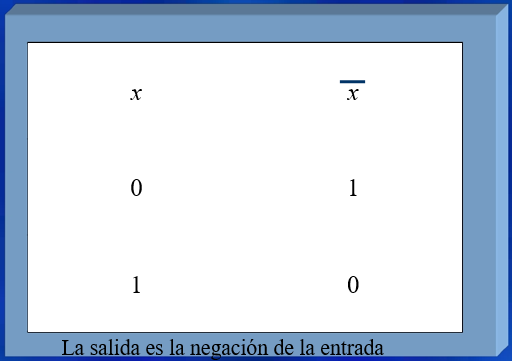 x x̅
0 1
1 0
La salida es la negación de la entrada